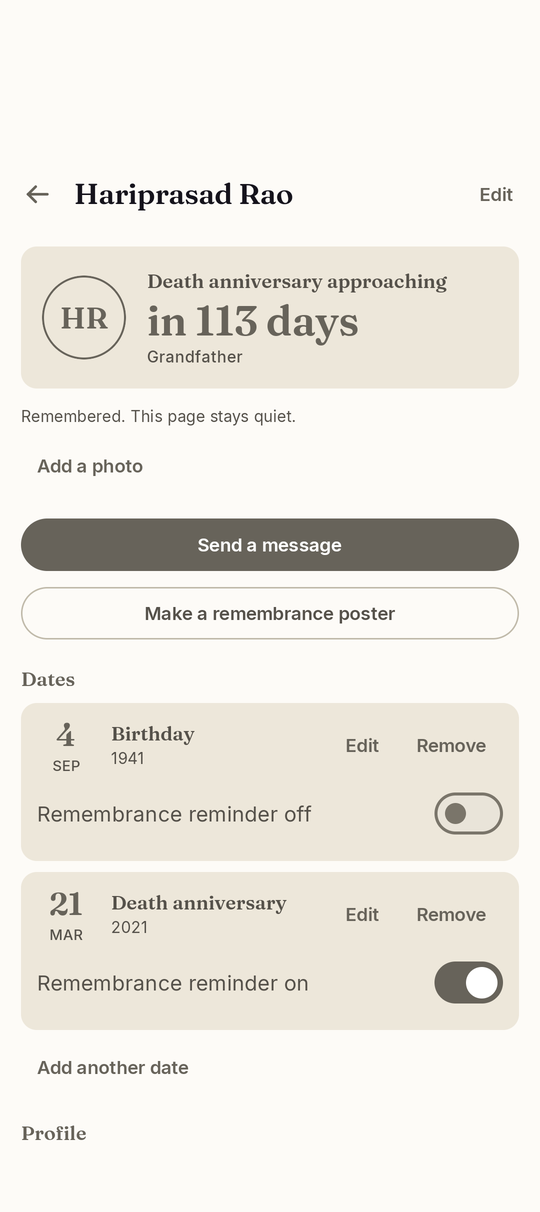 Hariprasad Rao
Edit
HR
Death anniversary approaching
in 113 days
Grandfather
Remembered. This page stays quiet.
Add a photo
Send a message
Make a remembrance poster
Dates
4
SEP
Birthday
1941
Edit
Remove
Remembrance reminder off
21
MAR
Death anniversary
2021
Edit
Remove
Remembrance reminder on
Add another date
Profile